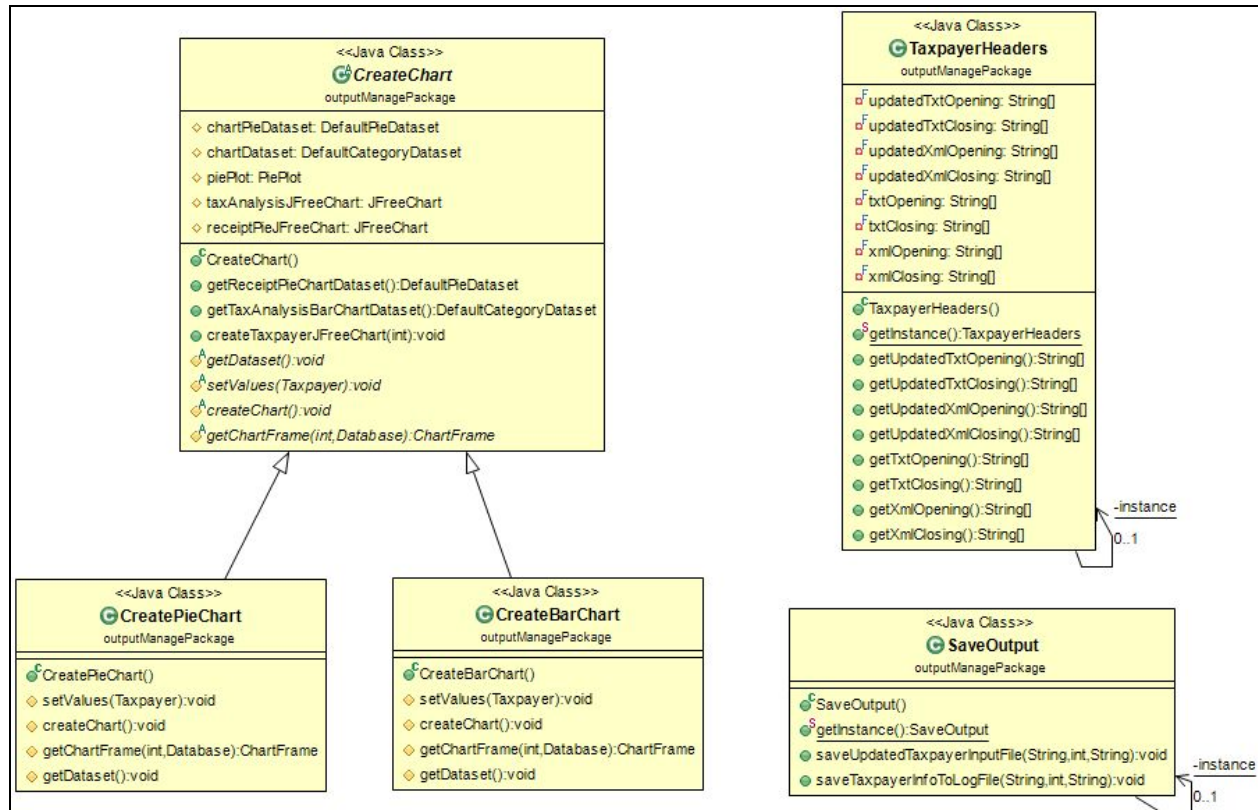 <<Java Class>>
CreateChart
outputManagePackage
chartPieDataset: DefaultPieDataset
chartDataset: DefaultCategoryDataset
piePlot: PiePlot
taxAnalysisJFreeChart: JFreeChart
receiptPieJFreeChart: JFreeChart
CreateChart()
getReceiptPieChartDataset():DefaultPieDataset
getTaxAnalysisBarChartDataset():DefaultCategoryDataset
createTaxpayerJFreeChart(int):void
getDataset():void
setValues(Taxpayer):void
createChart():void
getChartFrame(int,Database):ChartFrame
<<Java Class>>
TaxpayerHeaders
outputManagePackage
updatedTxtOpening: String[]
updatedTxtClosing: String[]
updatedXmlOpening: String[]
updatedXmlClosing: String[]
txtOpening: String[]
txtClosing: String[]
xmlOpening: String[]
xmlClosing: String[]
TaxpayerHeaders()
getInstance():TaxpayerHeaders
getUpdatedTxtOpening():String[]
getUpdatedTxtClosing():String[]
getUpdatedXmlOpening():String[]
getUpdatedXmlClosing():String[]
getTxtOpening():String[]
getTxtClosing():String[]
getXmlOpening():String[]
getXmlClosing():String[]
-instance
0..1
<<Java Class>>
CreatePieChart
outputManagePackage
CreatePieChart()
setValues(Taxpayer):void
createChart():void
getChartFrame(int,Database):ChartFrame
getDataset():void
<<Java Class>>
CreateBarChart
outputManagePackage
CreateBarChart()
setValues(Taxpayer):void
createChart():void
getChartFrame(int,Database):ChartFrame
getDataset():void
<<Java Class>>
SaveOutput
outputManagePackage
SaveOutput()
getInstance():SaveOutput
saveUpdatedTaxpayerInputFile(String,int,String):void
saveTaxpayerInfoToLogFile(String,int,String):void
-instance
0..1